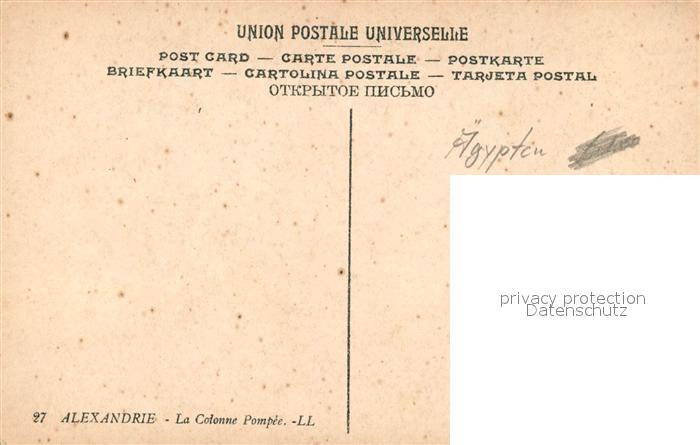 UNION POSTALE UNIVERSELLE
POST CARD — CARTE POSTALE — POSTKARTE
BRIEFKAART — CARTOLINA POSTALE — TARJETA POSTAL
ОТКРЫТОЕ ПИСЬМО
Ägypten
privacy protection
Datenschutz
27 ALEXANDRIE - La Colonne Pompée. -LL